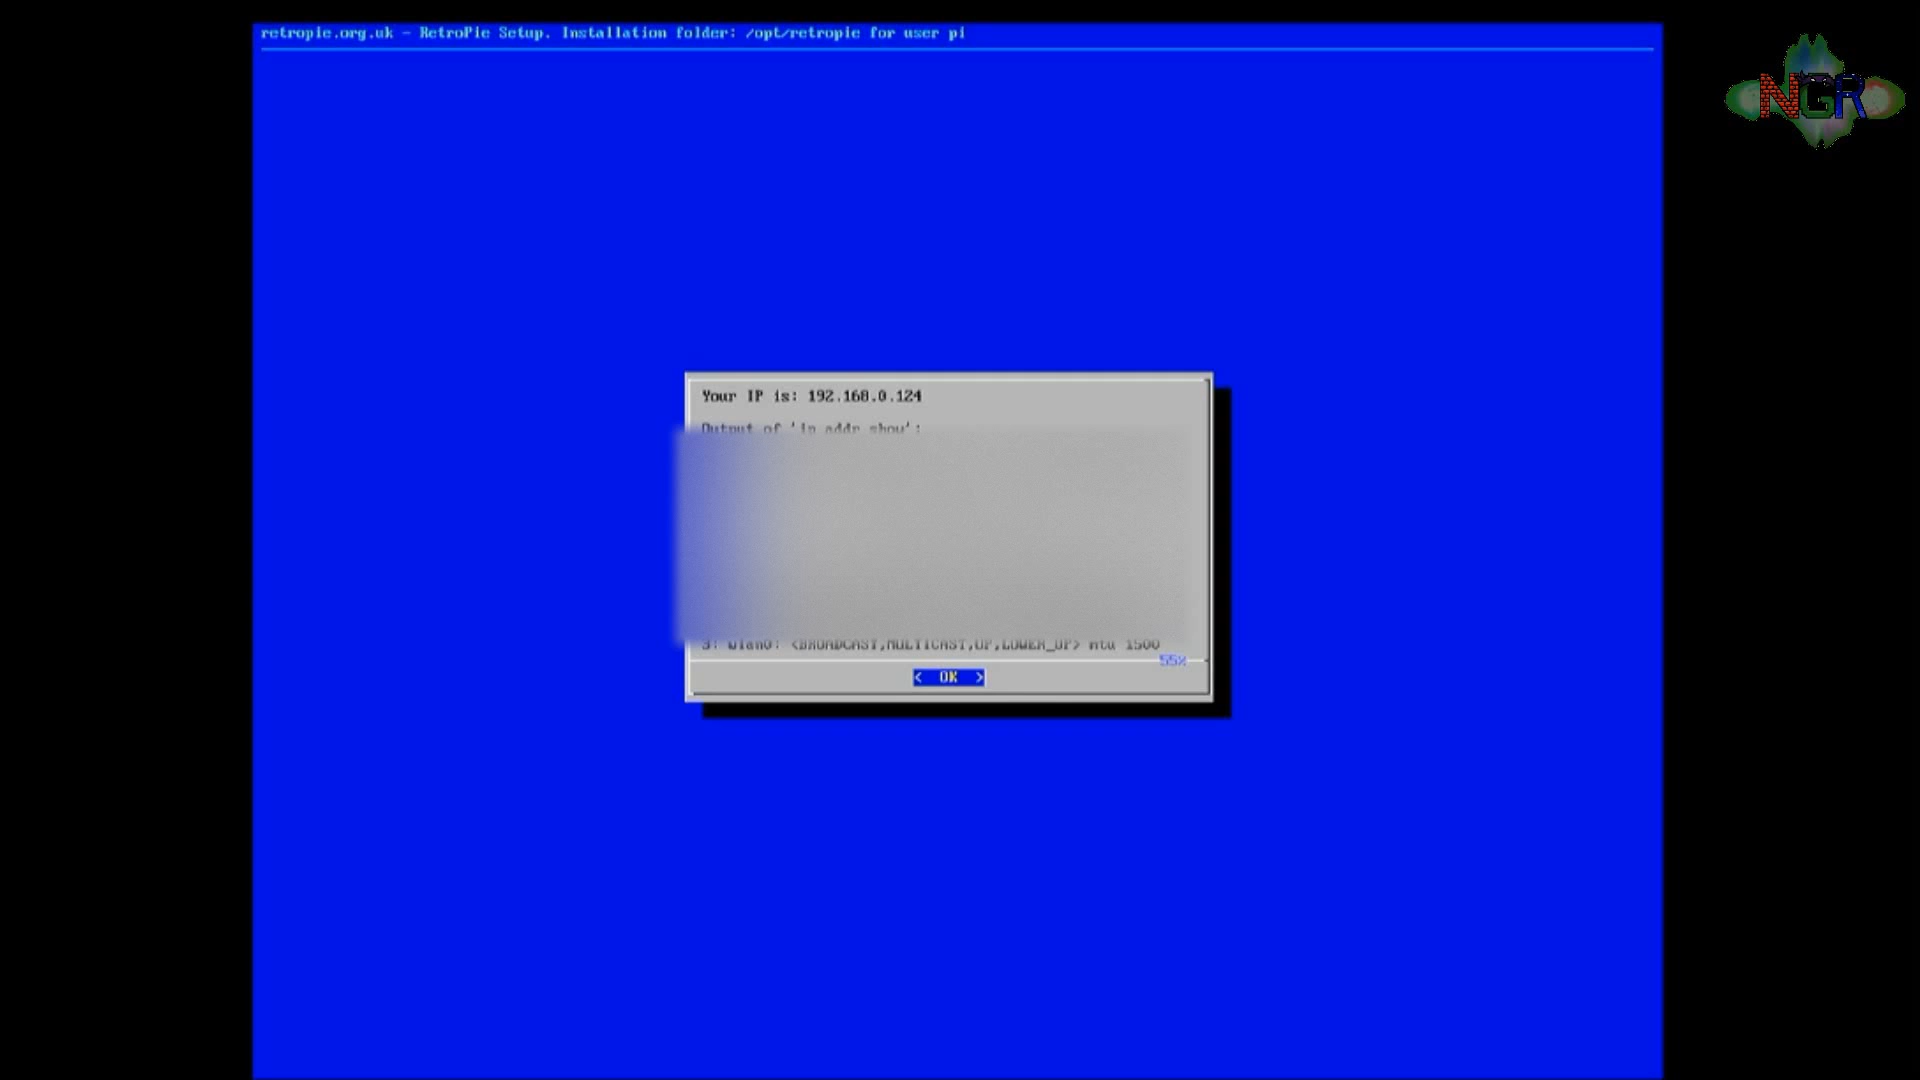 retropie.org.uk - RetroPie Setup. Installation folder: /opt/retropie for user pi
NGR
Your IP is: 192.168.0.124
Output of 'ip addr show':
3: wlan0: <BROADCAST,MULTICAST,UP,LOWER_UP> mtu 1500
55%
< OK >